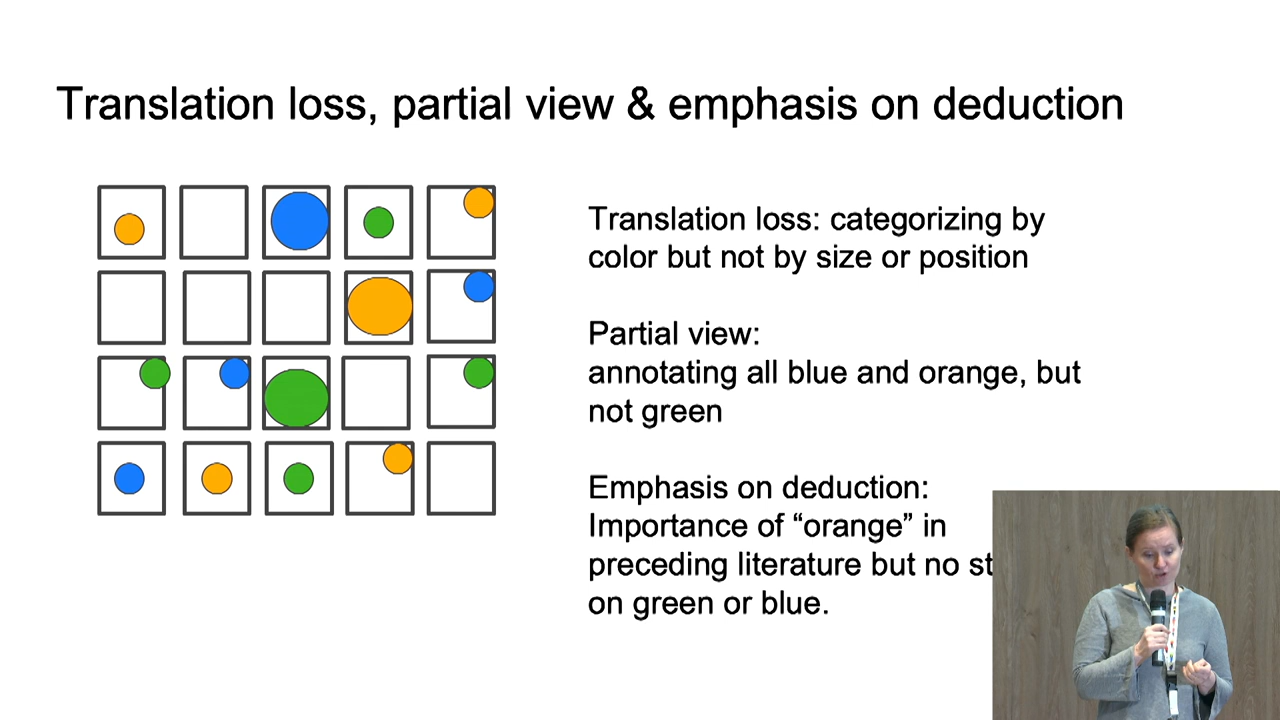 Translation loss, partial view & emphasis on deduction
Translation loss: categorizing by
color but not by size or position
Partial view:
annotating all blue and orange, but
not green
Emphasis on deduction:
Importance of “orange” in
preceding literature but no
on green or blue.